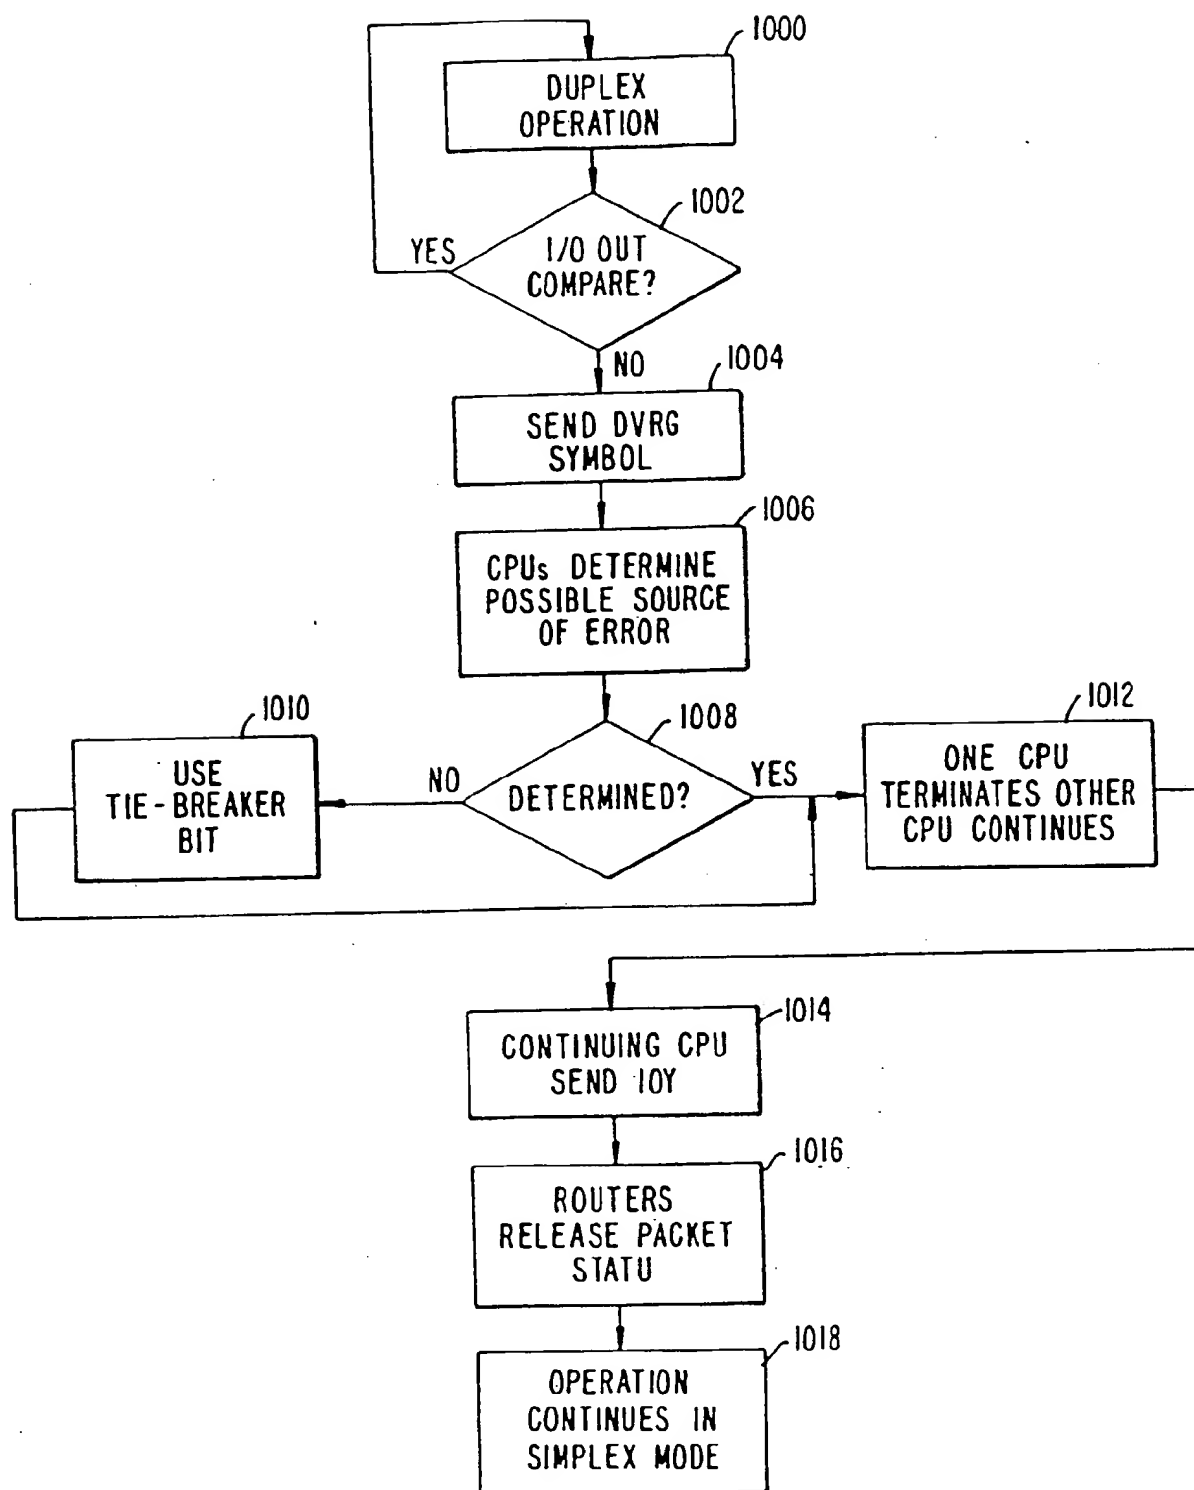 1000
DUPLEX
OPERATION
1002
YES
I/O OUT
COMPARE?
NO
1004
SEND DVRG
SYMBOL
1006
CPUs DETERMINE
POSSIBLE SOURCE
OF ERROR
1008
DETERMINED?
NO
YES
1010
USE
TIE-BREAKER
BIT
1012
ONE CPU
TERMINATES OTHER
CPU CONTINUES
1014
CONTINUING CPU
SEND IOY
1016
ROUTERS
RELEASE PACKET
STATU
1018
OPERATION
CONTINUES IN
SIMPLEX MODE